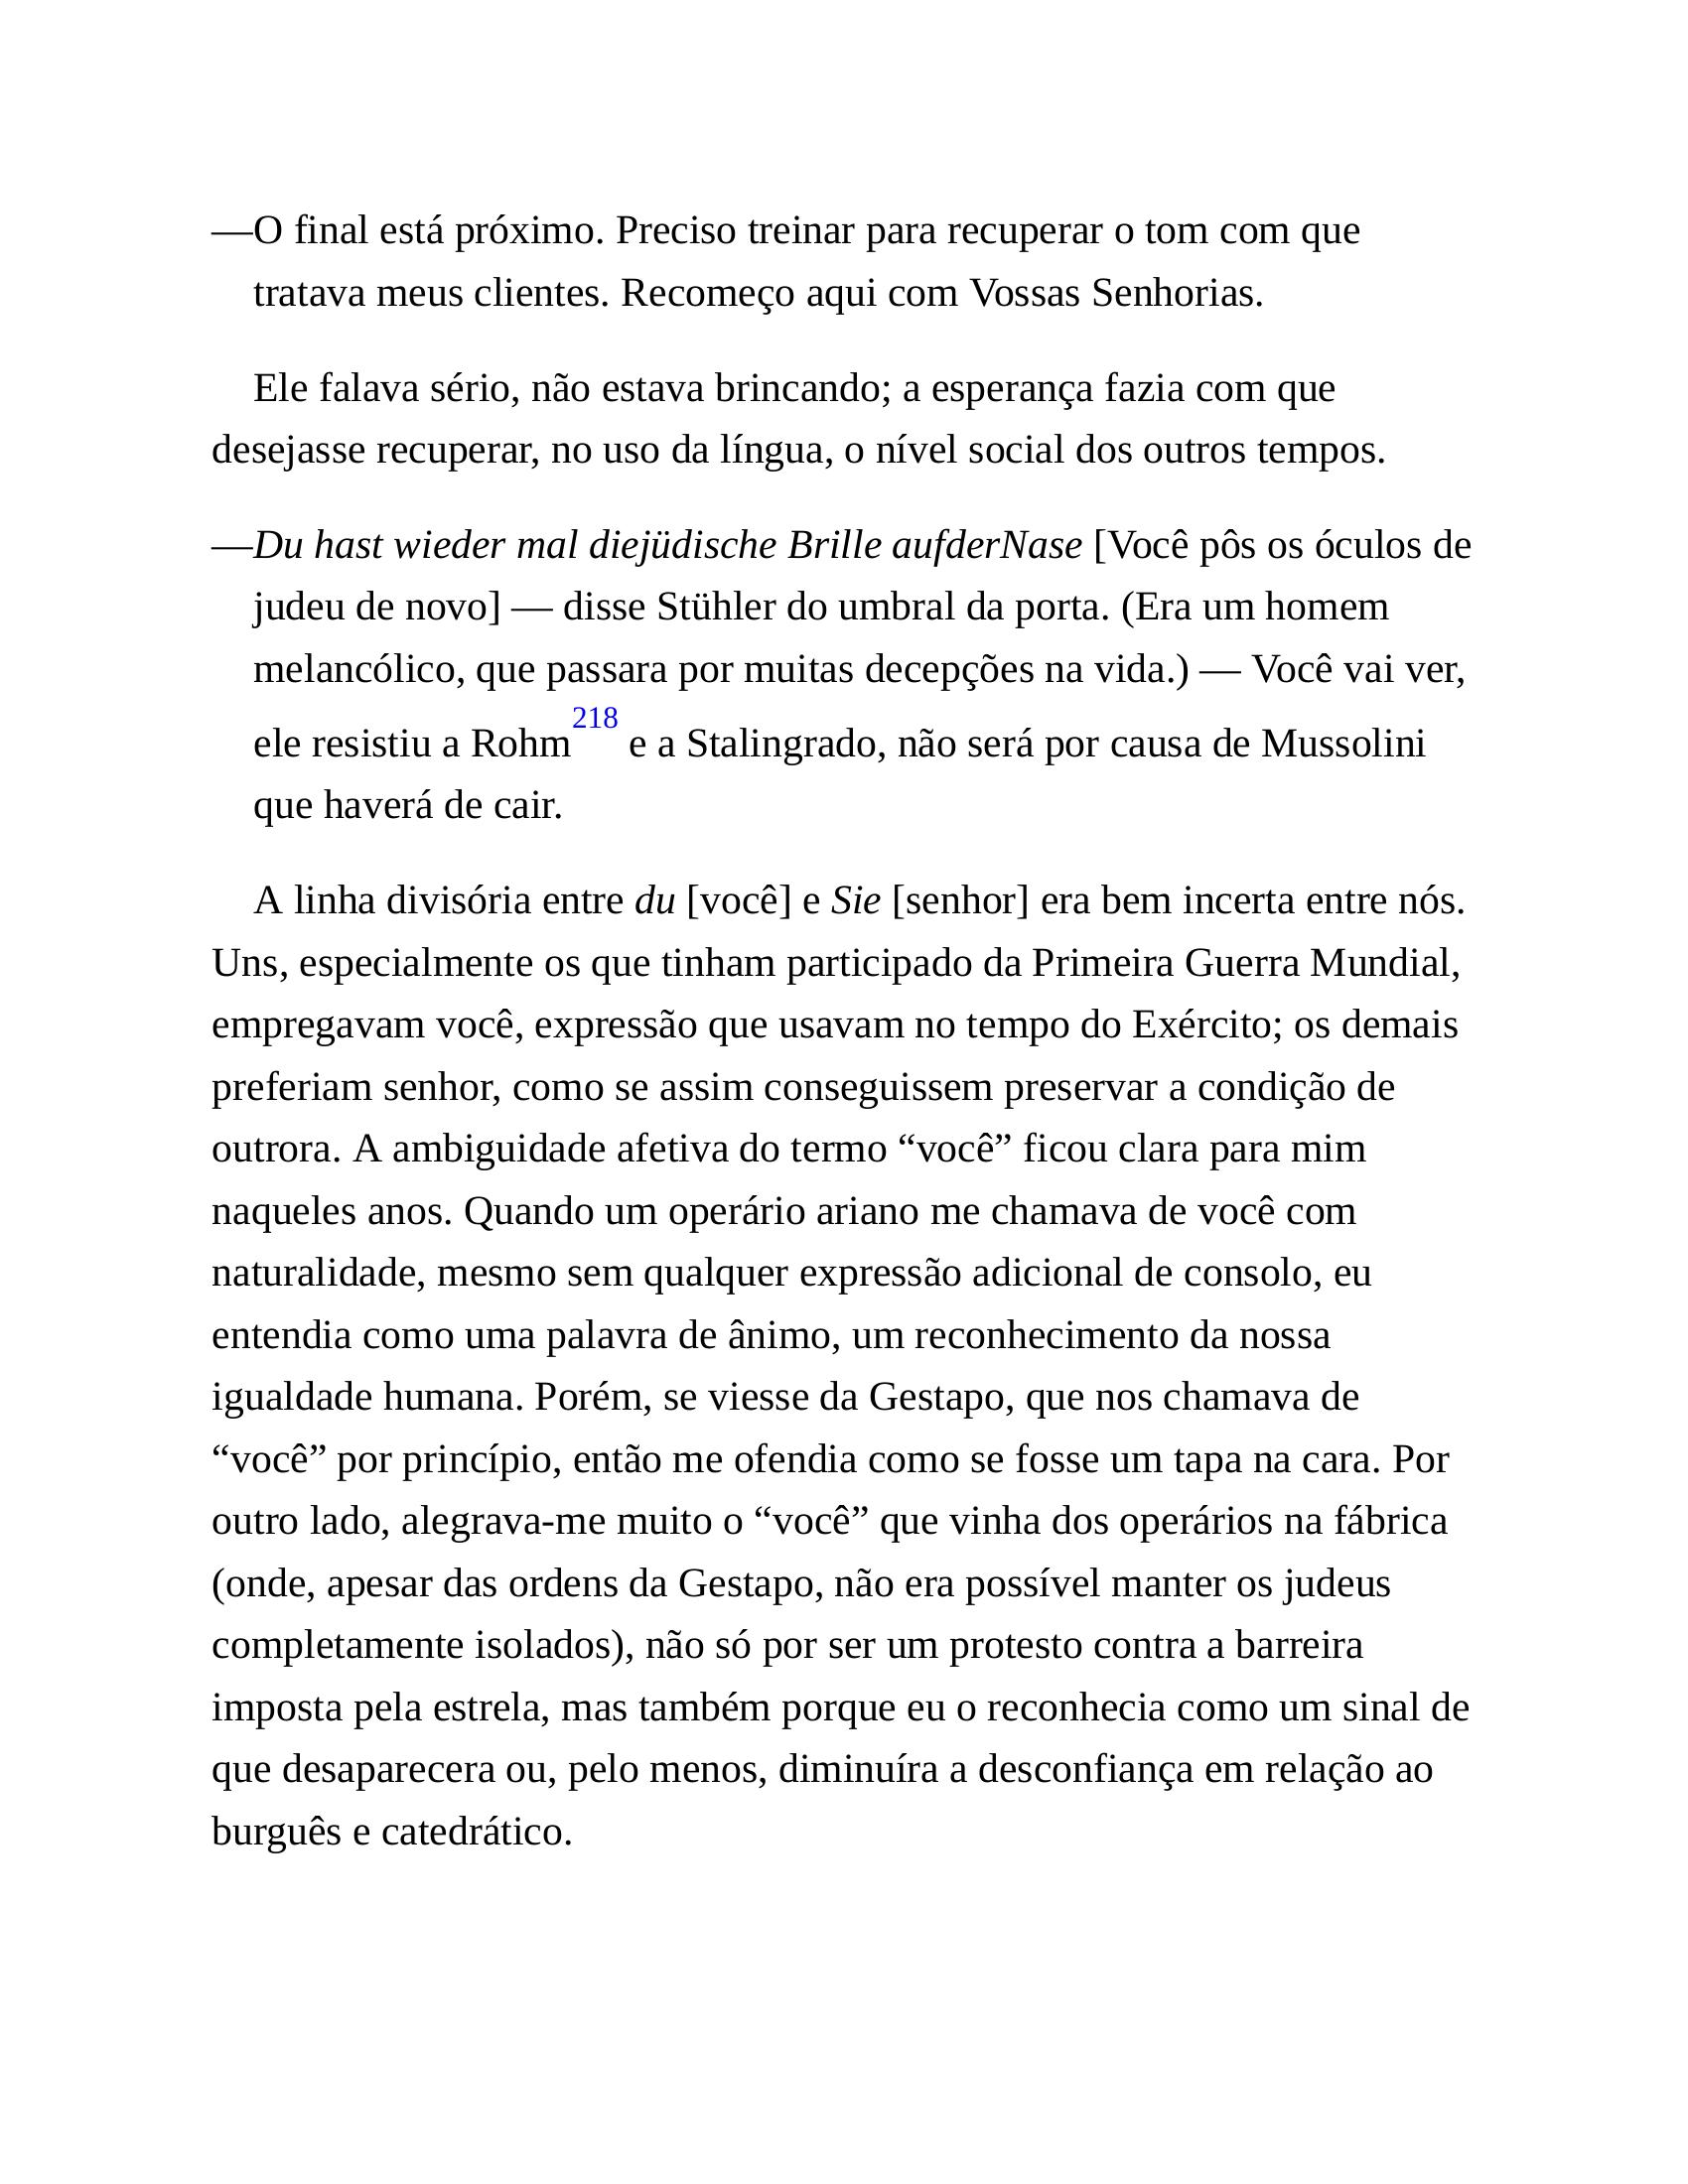 —O final está próximo. Preciso treinar para recuperar o tom com que
tratava meus clientes. Recomeço aqui com Vossas Senhorias.
Ele falava sério, não estava brincando; a esperança fazia com que
desejasse recuperar, no uso da língua, o nível social dos outros tempos.
—Du hast wieder mal diejüdische Brille aufderNase [Você pôs os óculos de
judeu de novo] — disse Stühler do umbral da porta. (Era um homem
melancólico, que passara por muitas decepções na vida.) — Você vai ver,
ele resistiu a Rohm218 e a Stalingrado, não será por causa de Mussolini
que haverá de cair.
A linha divisória entre du [você] e Sie [senhor] era bem incerta entre nós.
Uns, especialmente os que tinham participado da Primeira Guerra Mundial,
empregavam você, expressão que usavam no tempo do Exército; os demais
preferiam senhor, como se assim conseguissem preservar a condição de
outrora. A ambiguidade afetiva do termo “você” ficou clara para mim
naqueles anos. Quando um operário ariano me chamava de você com
naturalidade, mesmo sem qualquer expressão adicional de consolo, eu
entendia como uma palavra de ânimo, um reconhecimento da nossa
igualdade humana. Porém, se viesse da Gestapo, que nos chamava de
“você” por princípio, então me ofendia como se fosse um tapa na cara. Por
outro lado, alegrava-me muito o “você” que vinha dos operários na fábrica
(onde, apesar das ordens da Gestapo, não era possível manter os judeus
completamente isolados), não só por ser um protesto contra a barreira
imposta pela estrela, mas também porque eu o reconhecia como um sinal de
que desaparecera ou, pelo menos, diminuíra a desconfiança em relação ao
burguês e catedrático.